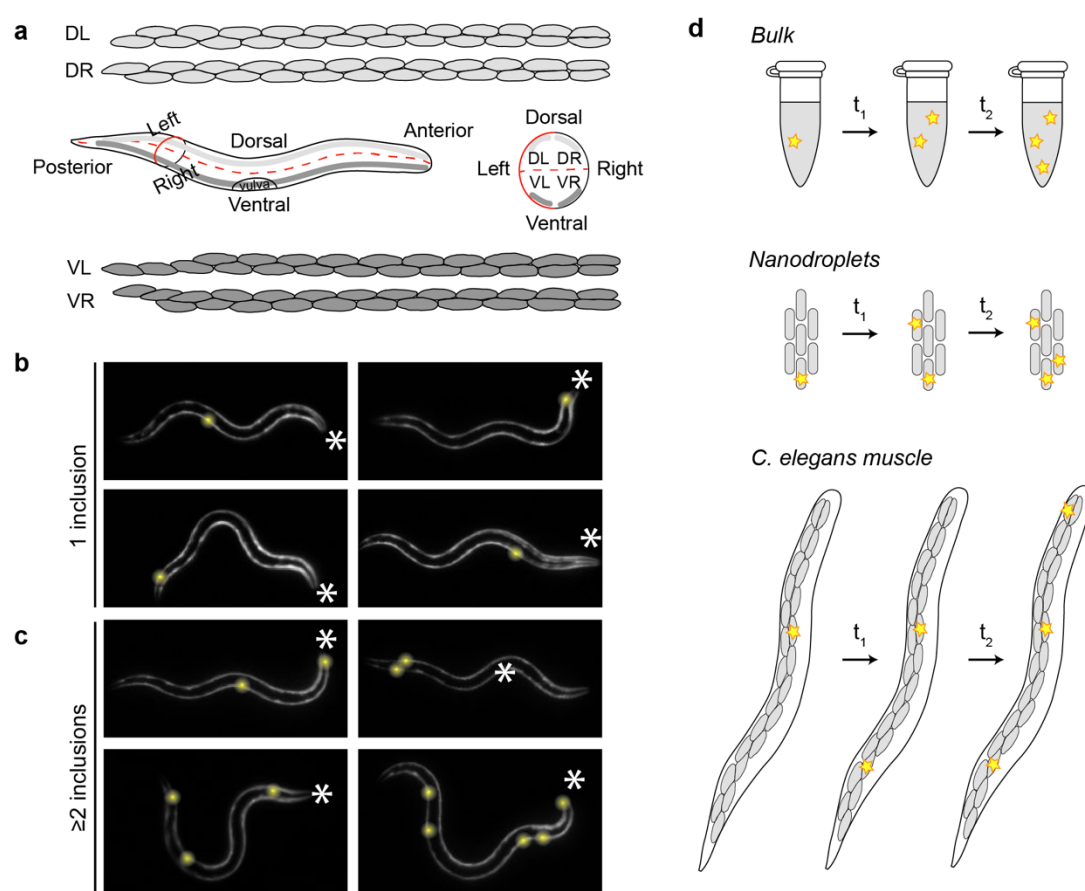 a
DL
DR
Left
Dorsal
Anterior
Posterior
Right
vulva
Ventral
Dorsal
Left
DL DR
Right
VL VR
Ventral
VL
VR
b
1 inclusion
*
*
*
*
c
≥2 inclusions
*
*
*
*
d
Bulk
t1
t2
Nanodroplets
t1
t2
C. elegans muscle
t1
t2